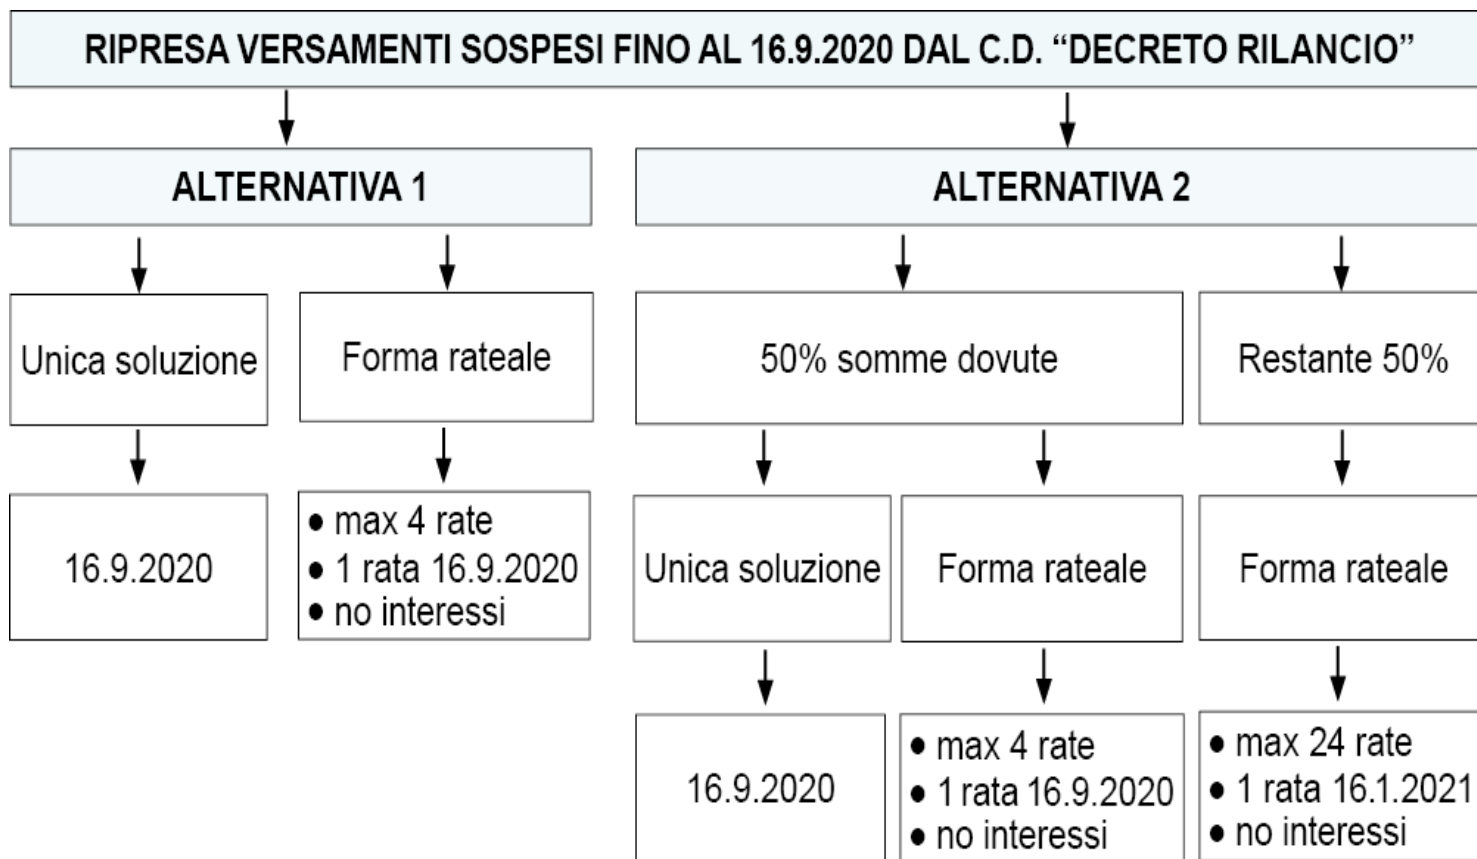 RIPRESA VERSAMENTI SOSPESI FINO AL 16.9.2020 DAL C.D. “DECRETO RILANCIO”
ALTERNATIVA 1
ALTERNATIVA 2
Unica soluzione
Forma rateale
50% somme dovute
Restante 50%
16.9.2020
• max 4 rate
• 1 rata 16.9.2020
• no interessi
Unica soluzione
Forma rateale
Forma rateale
16.9.2020
• max 4 rate
• 1 rata 16.9.2020
• no interessi
• max 24 rate
• 1 rata 16.1.2021
• no interessi